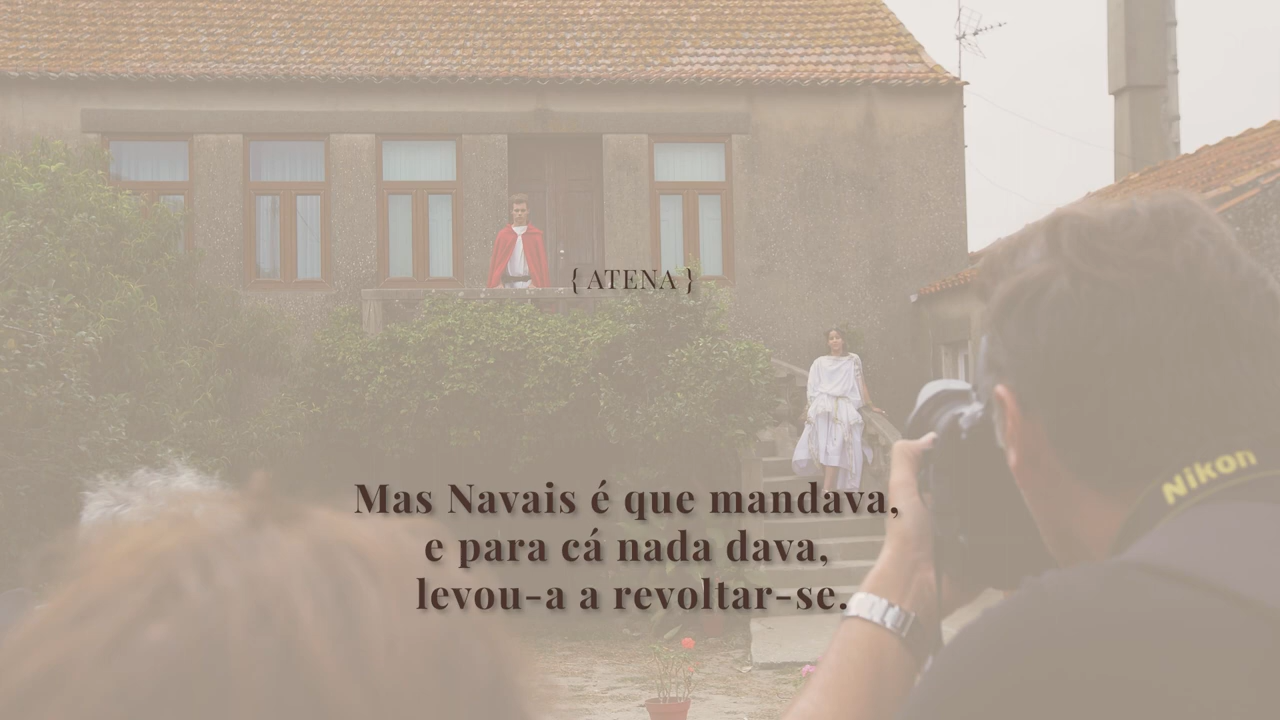 { ATENA }
Mas Navais é que mandava,
e para cá nada dava,
levou-a a revoltar-se.
Nikon